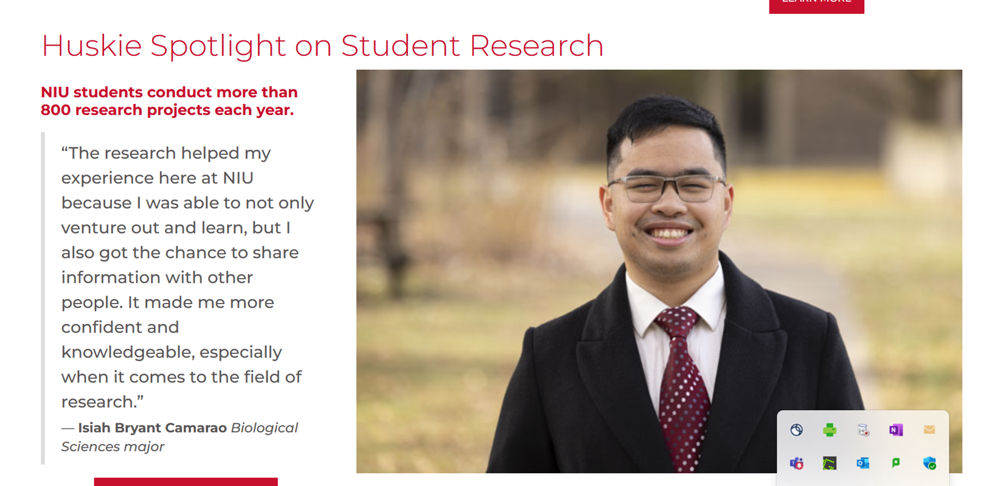 LEARN MORE
Huskie Spotlight on Student Research
NIU students conduct more than
800 research projects each year.
“The research helped my
experience here at NIU
because I was able to not only
venture out and learn, but I
also got the chance to share
information with other
people. It made me more
confident and
knowledgeable, especially
when it comes to the field of
research.”
— Isiah Bryant Camarao Biological
Sciences major